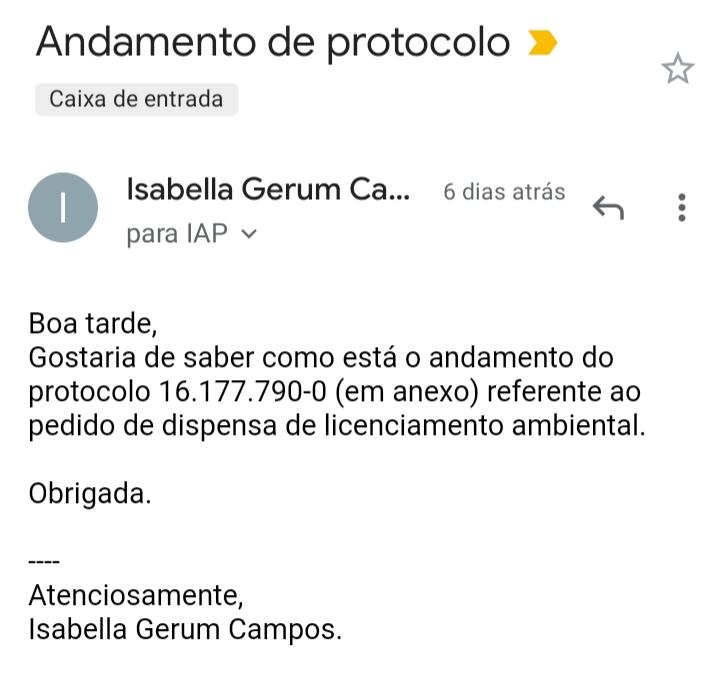 Andamento de protocolo
Caixa de entrada
I
Isabella Gerum Ca... 6 dias atrás
para IAP
Boa tarde,
Gostaria de saber como está o andamento do
protocolo 16.177.790-0 (em anexo) referente ao
pedido de dispensa de licenciamento ambiental.
Obrigada.
----
Atenciosamente,
Isabella Gerum Campos.